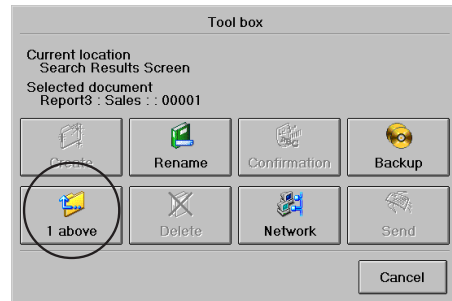 Tool box
Current location
Search Results Screen
Selected document
Report3 : Sales : : 00001
Create
Rename
Confirmation
Backup
1 above
Delete
Network
Send
Cancel